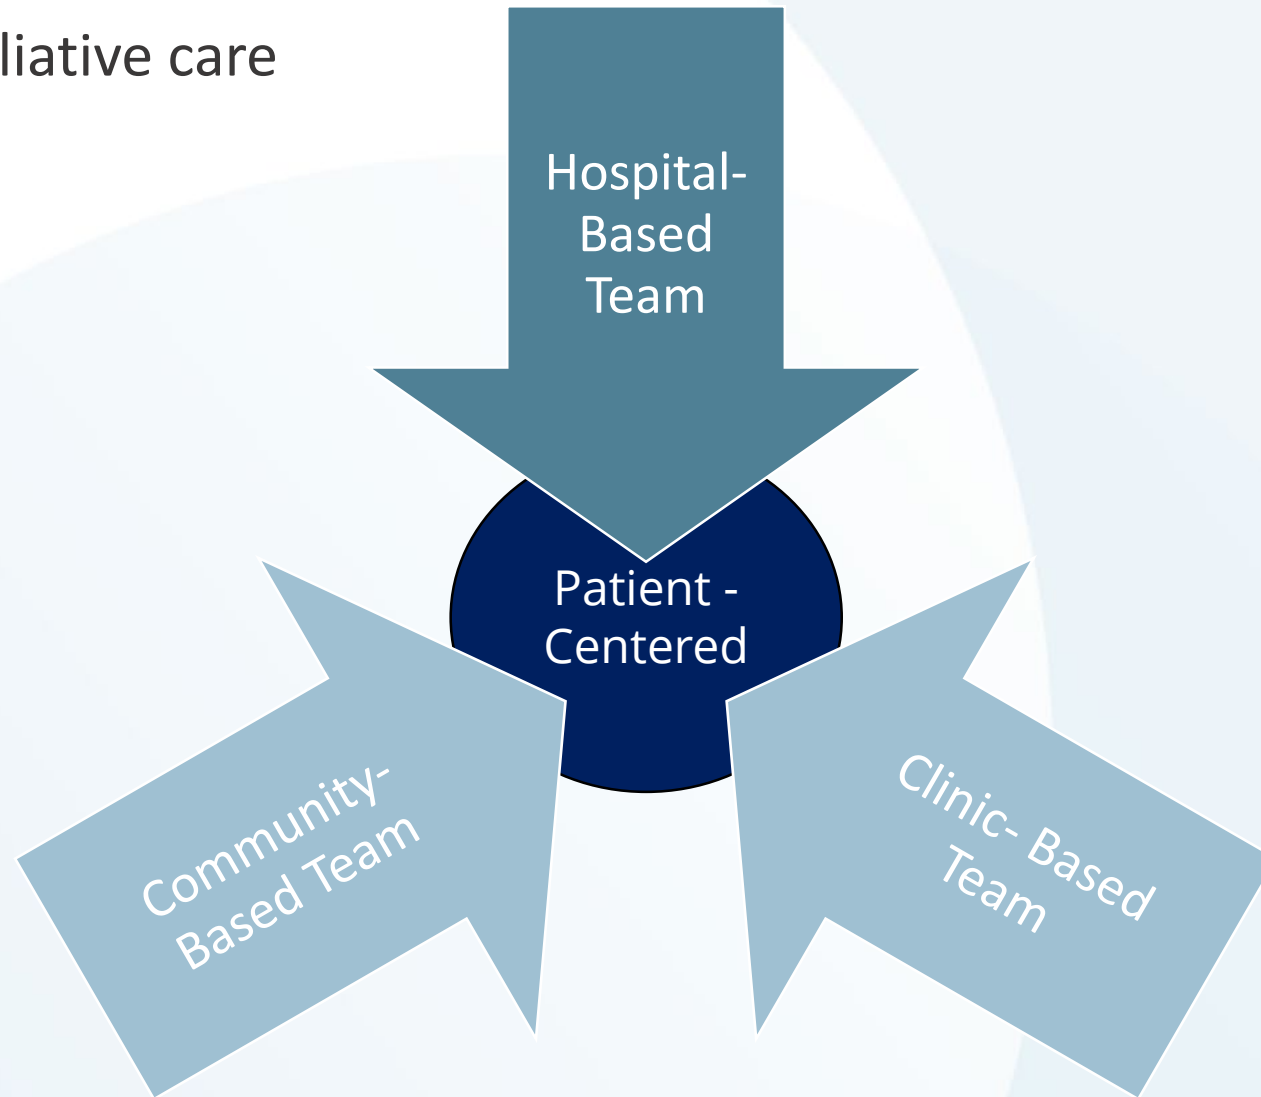 liative care
Hospital-
Based
Team
Patient -
Centered
Community-
Based Team
Clinic- Based
Team